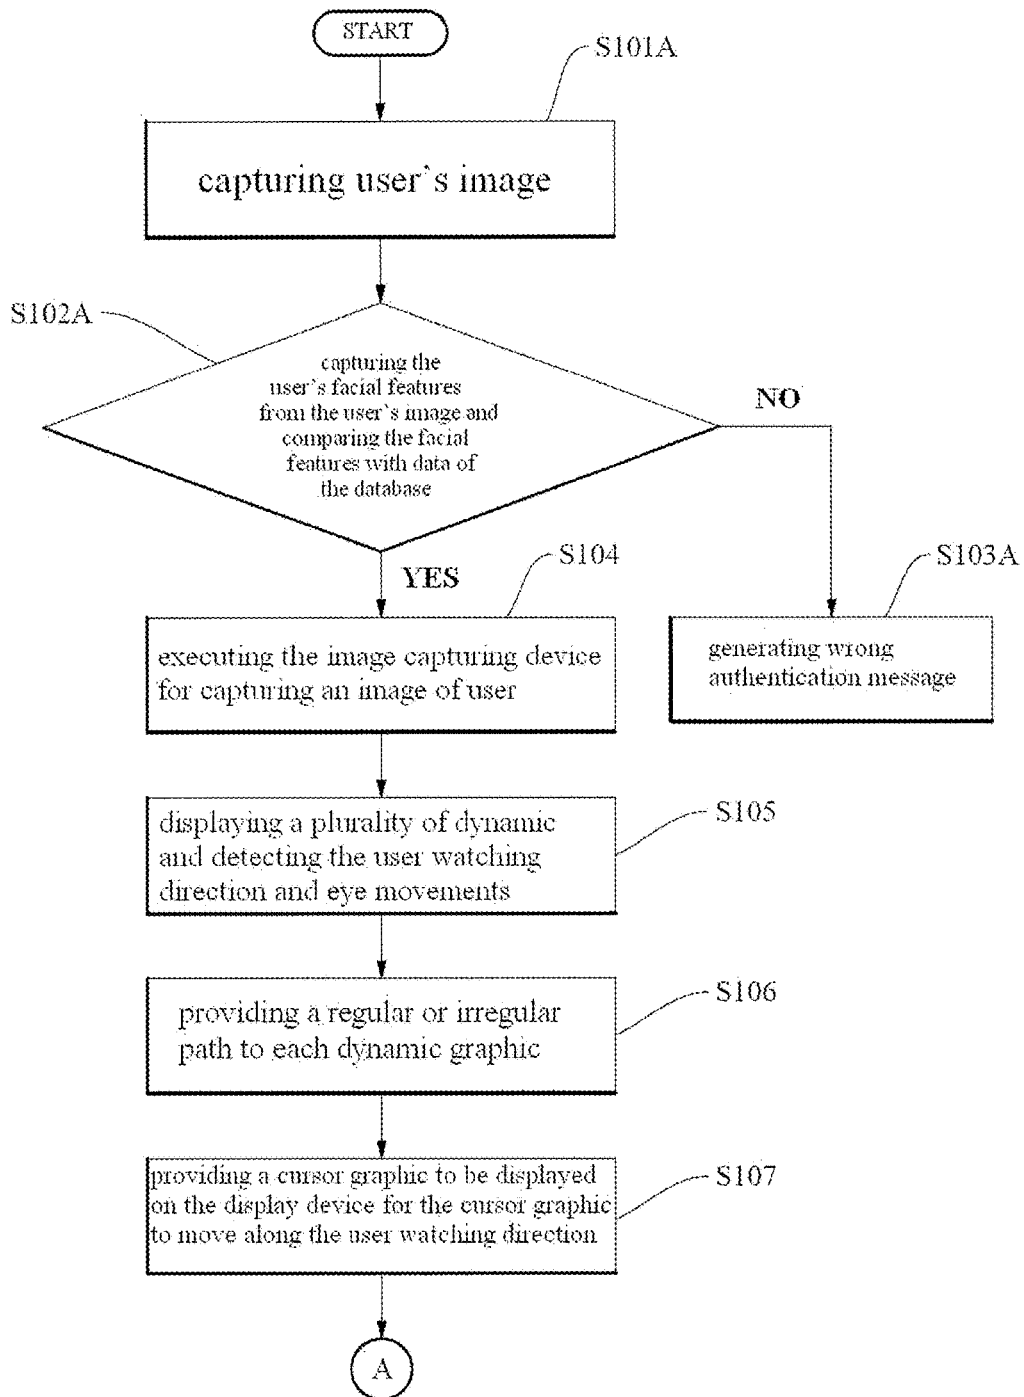 START
S101A
capturing user's image
S102A
capturing the
user's facial features
from the user's image and
comparing the facial
features with data of
the database
NO
YES
S104
S103A
executing the image capturing device
for capturing an image of user
generating wrong
authentication message
S105
displaying a plurality of dynamic
and detecting the user watching
direction and eye movements
S106
providing a regular or irregular
path to each dynamic graphic
S107
providing a cursor graphic to be displayed
on the display device for the cursor graphic
to move along the user watching direction
A